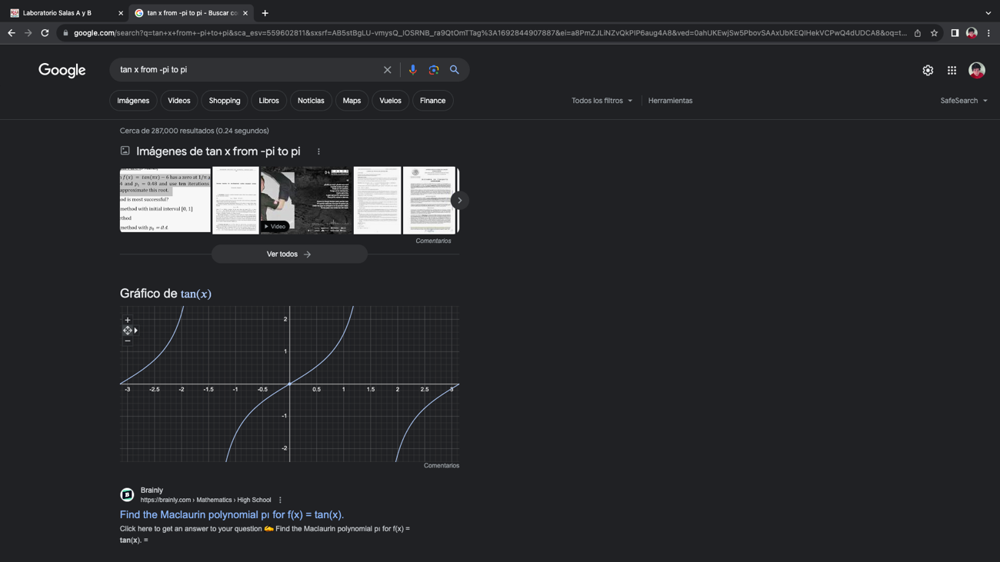 Laboratorio Salas A y B
tan x from -pi to pi - Buscar co
google.com/search?q=tan+x+from+-pi+to+pi&sca_esv=559602811&sxsrf=AB5stBgLU-vmysQ_IOSRNB_ra9QtOmTTag%3A1692844907887&ei=a8PmZJLiNZvQkPIP6aug4A8&ved=0ahUKEwjSw5PbovSAAxUbKEQIHekVCPwQ4dUDCA8&oq=t...
Google
tan x from -pi to pi
Imágenes
Videos
Shopping
Libros
Noticias
Maps
Vuelos
Finance
Todos los filtros
Herramientas
SafeSearch
Cerca de 287,000 resultados (0.24 segundos)
Imágenes de tan x from -pi to pi
f(x) = tan(πx) − 6 has a zero at 1/π a
4 and p₁ = 0.48 and use ten iterations
approximate this root.
od is most successful?
method with initial interval [0, 1]
ethod
method with p₀ = 0.4.
Video
Comentarios
Ver todos
Gráfico de tan(x)
2
1
-3 -2.5 -2 -1.5 -1 -0.5 0.5 1 1.5 2 2.5 3
-1
-2
Comentarios
Brainly
https://brainly.com › Mathematics › High School
Find the Maclaurin polynomial pı for f(x) = tan(x).
Click here to get an answer to your question ✍️ Find the Maclaurin polynomial pı for f(x) =
tan(x). =